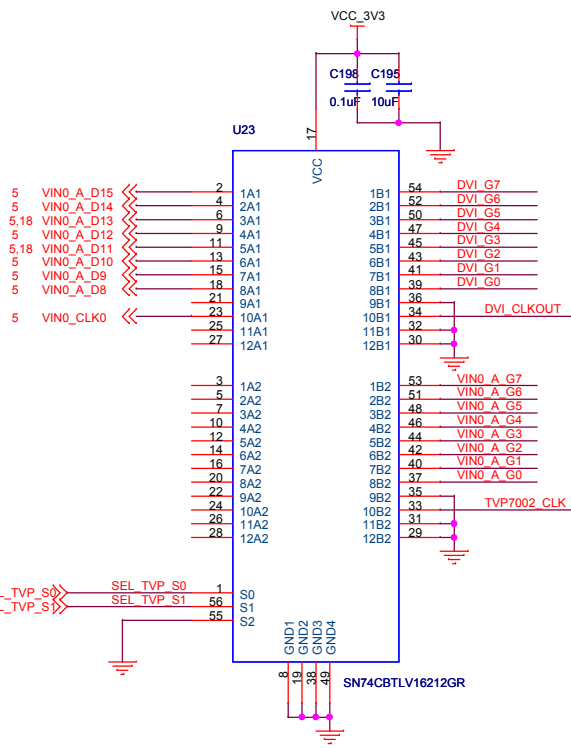 VCC_3V3
C198 C195
0.1uF 10uF
U23
17
VCC
5 VIN0_A_D15 2 1A1 1B1 54 DVI_G7
5 VIN0_A_D14 4 2A1 2B1 52 DVI_G6
5,18 VIN0_A_D13 6 3A1 3B1 50 DVI_G5
5 VIN0_A_D12 9 4A1 4B1 47 DVI_G4
5,18 VIN0_A_D11 11 5A1 5B1 45 DVI_G3
5 VIN0_A_D10 13 6A1 6B1 43 DVI_G2
5 VIN0_A_D9 15 7A1 7B1 41 DVI_G1
5 VIN0_A_D8 18 8A1 8B1 39 DVI_G0
21 9A1 9B1 36
5 VIN0_CLK0 23 10A1 10B1 34 DVI_CLKOUT
25 11A1 11B1 32
27 12A1 12B1 30
3 1A2 1B2 53 VIN0_A_G7
5 2A2 2B2 51 VIN0_A_G6
7 3A2 3B2 48 VIN0_A_G5
10 4A2 4B2 46 VIN0_A_G4
12 5A2 5B2 44 VIN0_A_G3
14 6A2 6B2 42 VIN0_A_G2
16 7A2 7B2 40 VIN0_A_G1
20 8A2 8B2 37 VIN0_A_G0
22 9A2 9B2 35
24 10A2 10B2 33 TVP7002_CLK
26 11A2 11B2 31
28 12A2 12B2 29
L_TVP_S0 SEL_TVP_S0 1 S0
L_TVP_S1 SEL_TVP_S1 56 S1
55 S2
GND1 GND2 GND3 GND4
8 19 38 49
SN74CBTLV16212GR